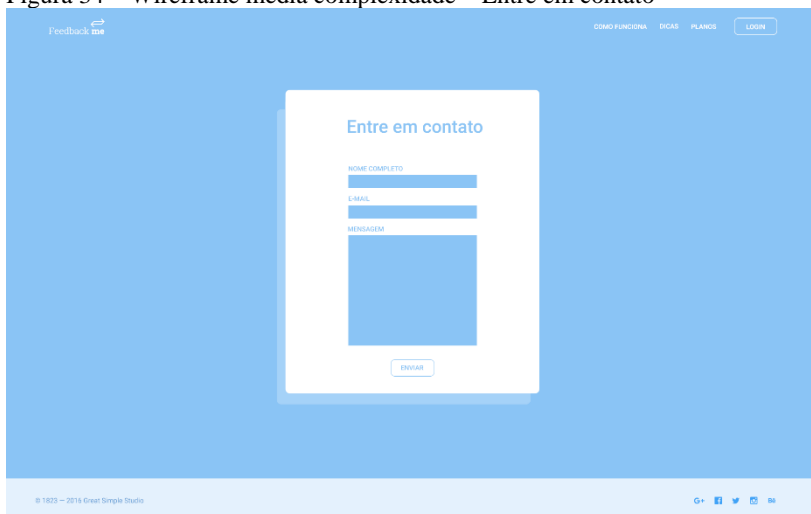 Figura 34 – Wireframe média complexidade – Entre em contato
Feedback me
COMO FUNCIONA DICAS PLANOS LOGIN
Entre em contato
NOME COMPLETO
E-MAIL
MENSAGEM
ENVIAR
© 1823 — 2016 Great Simple Studio
G+ Bē